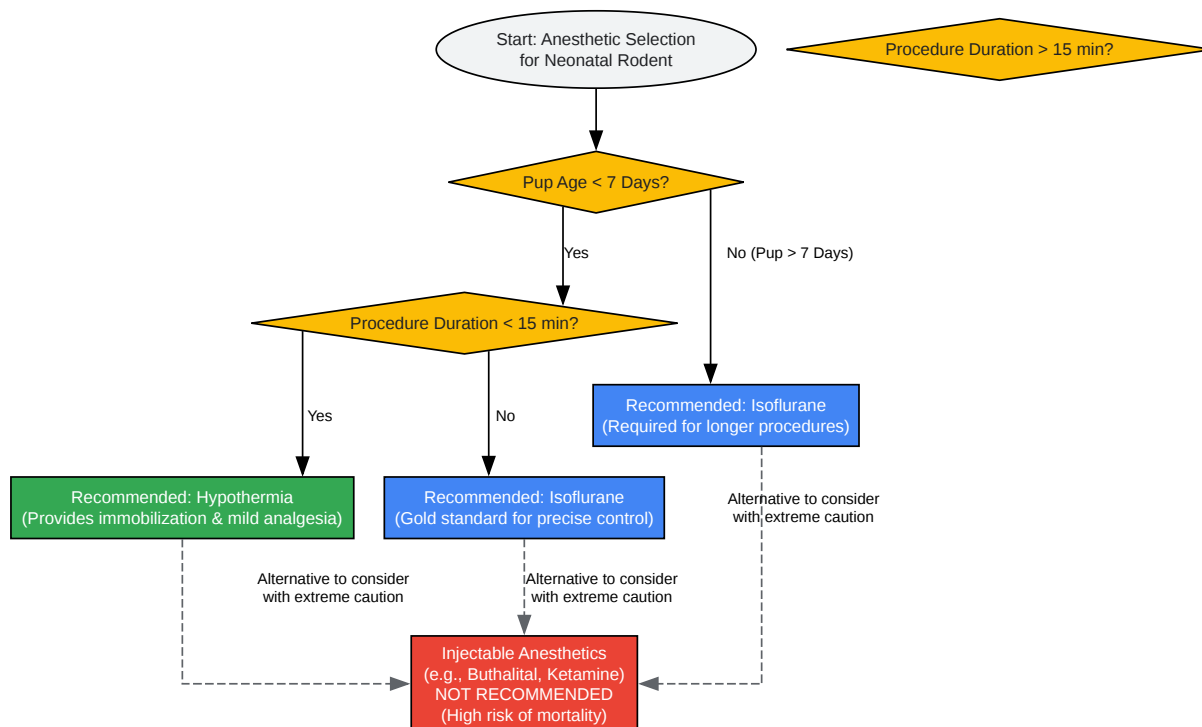 Start: Anesthetic Selection
for Neonatal Rodent
Procedure Duration > 15 min?
Pup Age < 7 Days?
Yes
No (Pup > 7 Days)
Procedure Duration < 15 min?
Yes
No
Recommended: Isoflurane
(Required for longer procedures)
Recommended: Hypothermia
(Provides immobilization & mild analgesia)
Recommended: Isoflurane
(Gold standard for precise control)
Alternative to consider
with extreme caution
Alternative to consider
with extreme caution
Alternative to consider
with extreme caution
Injectable Anesthetics
(e.g., Buthalital, Ketamine)
NOT RECOMMENDED
(High risk of mortality)